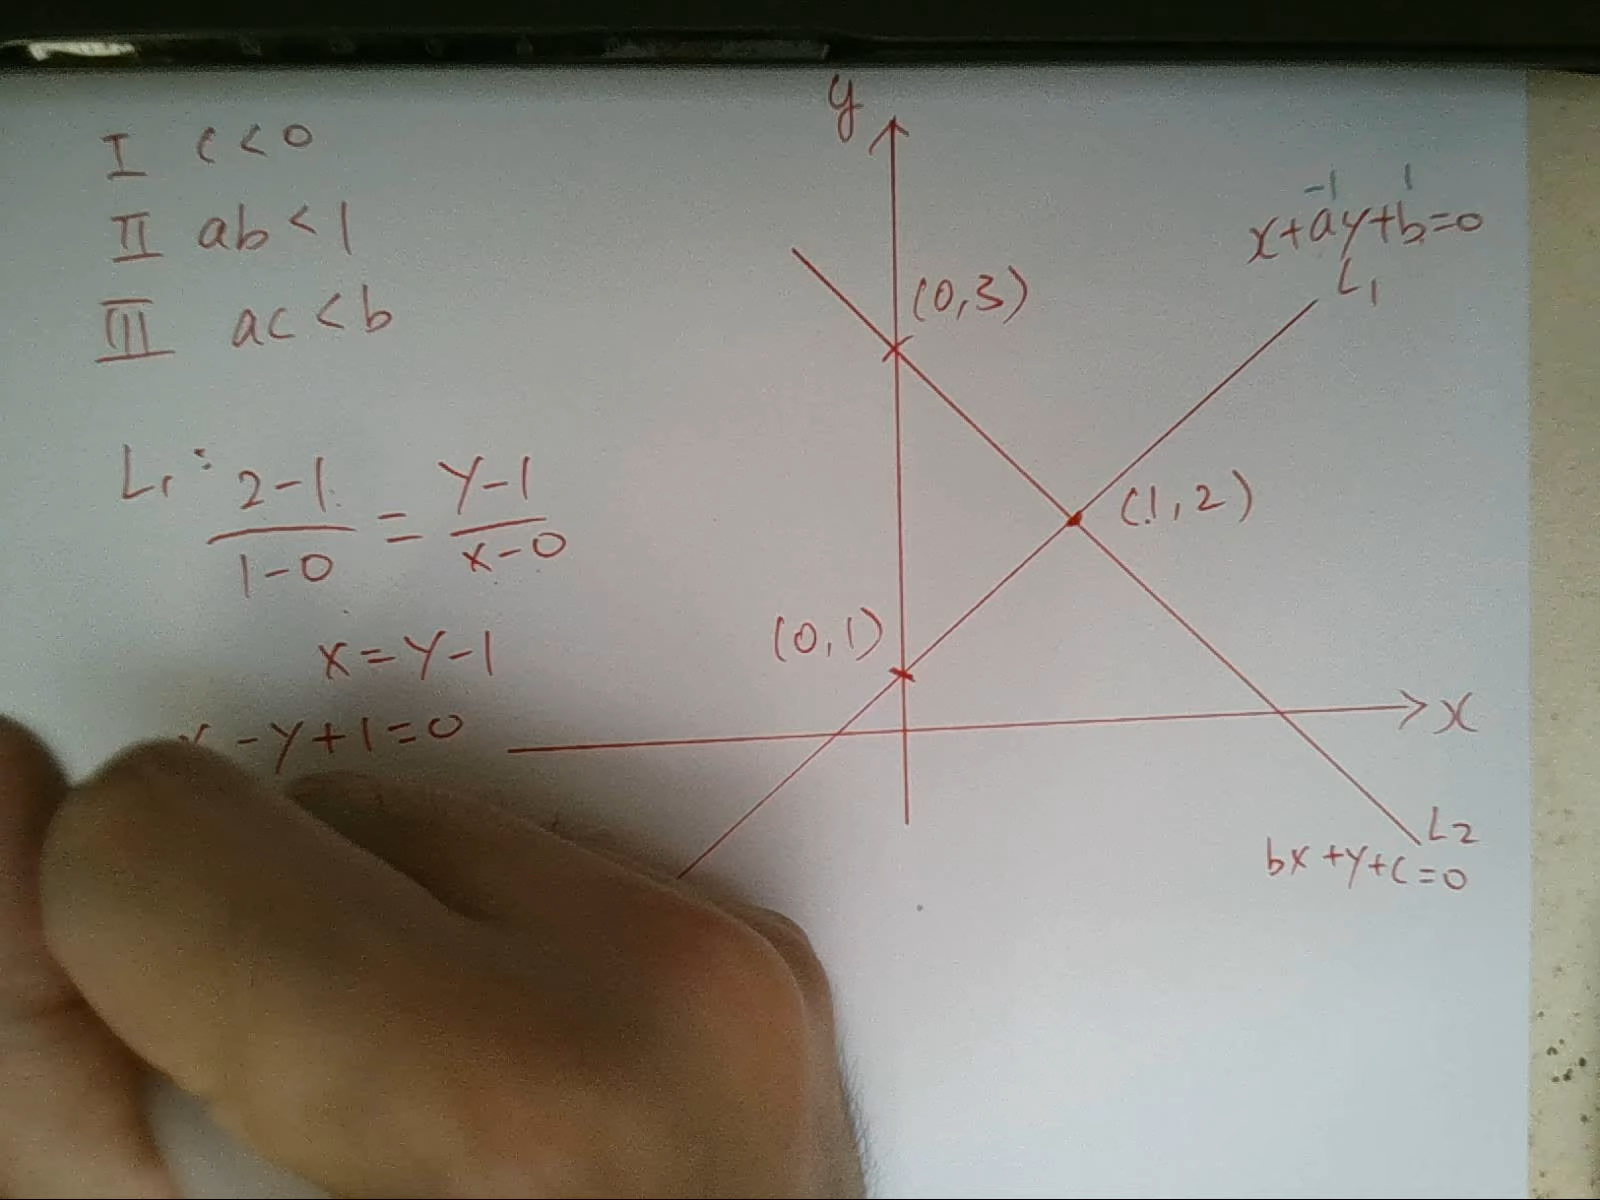 I c<0
II ab<1
III ac<b
L1: 2-1/1-0 = y-1/x-0
x=y-1
x-y+1=0
y
-1 1
x+ay+b=0
L1
(0,3)
(1,2)
(0,1)
x
L2
bx+y+c=0